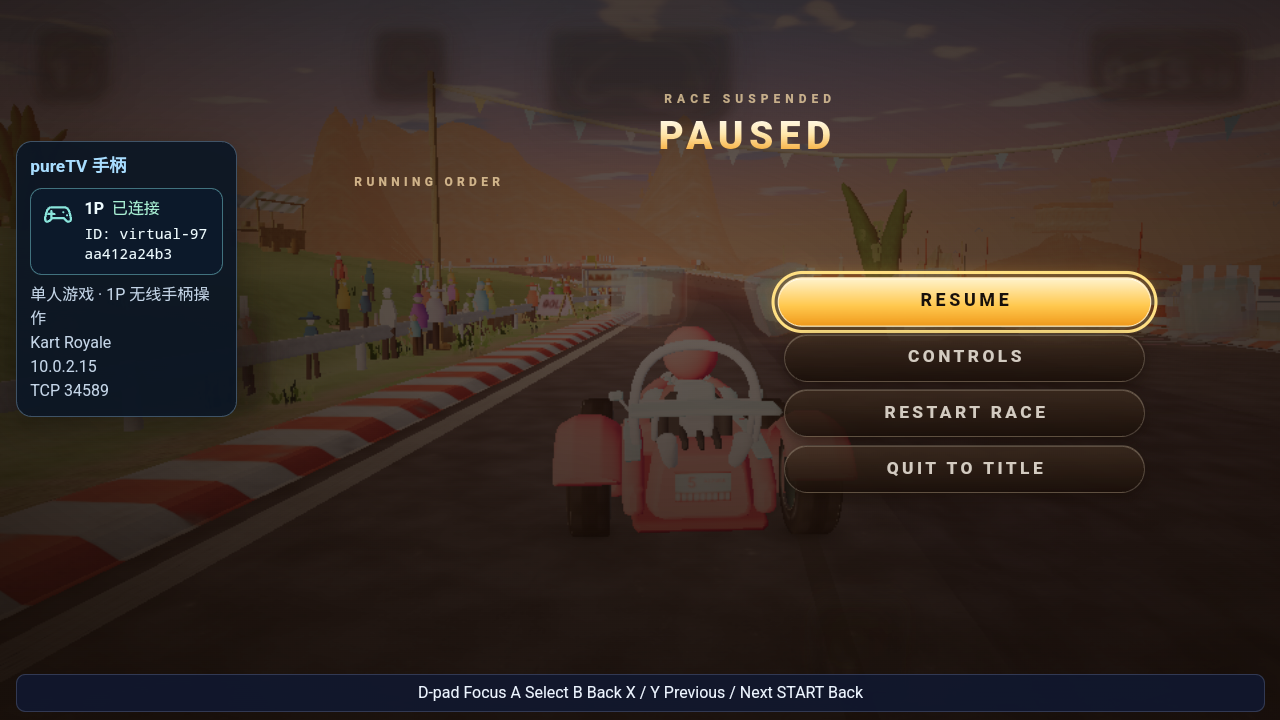 RACE SUSPENDED
PAUSED
pureTV 手柄
1P 已连接
ID: virtual-97
aa412a24b3
单人游戏 · 1P 无线手柄操
作
Kart Royale
10.0.2.15
TCP 34589
RUNNING ORDER
RESUME
CONTROLS
RESTART RACE
QUIT TO TITLE
D-pad Focus A Select B Back X / Y Previous / Next START Back